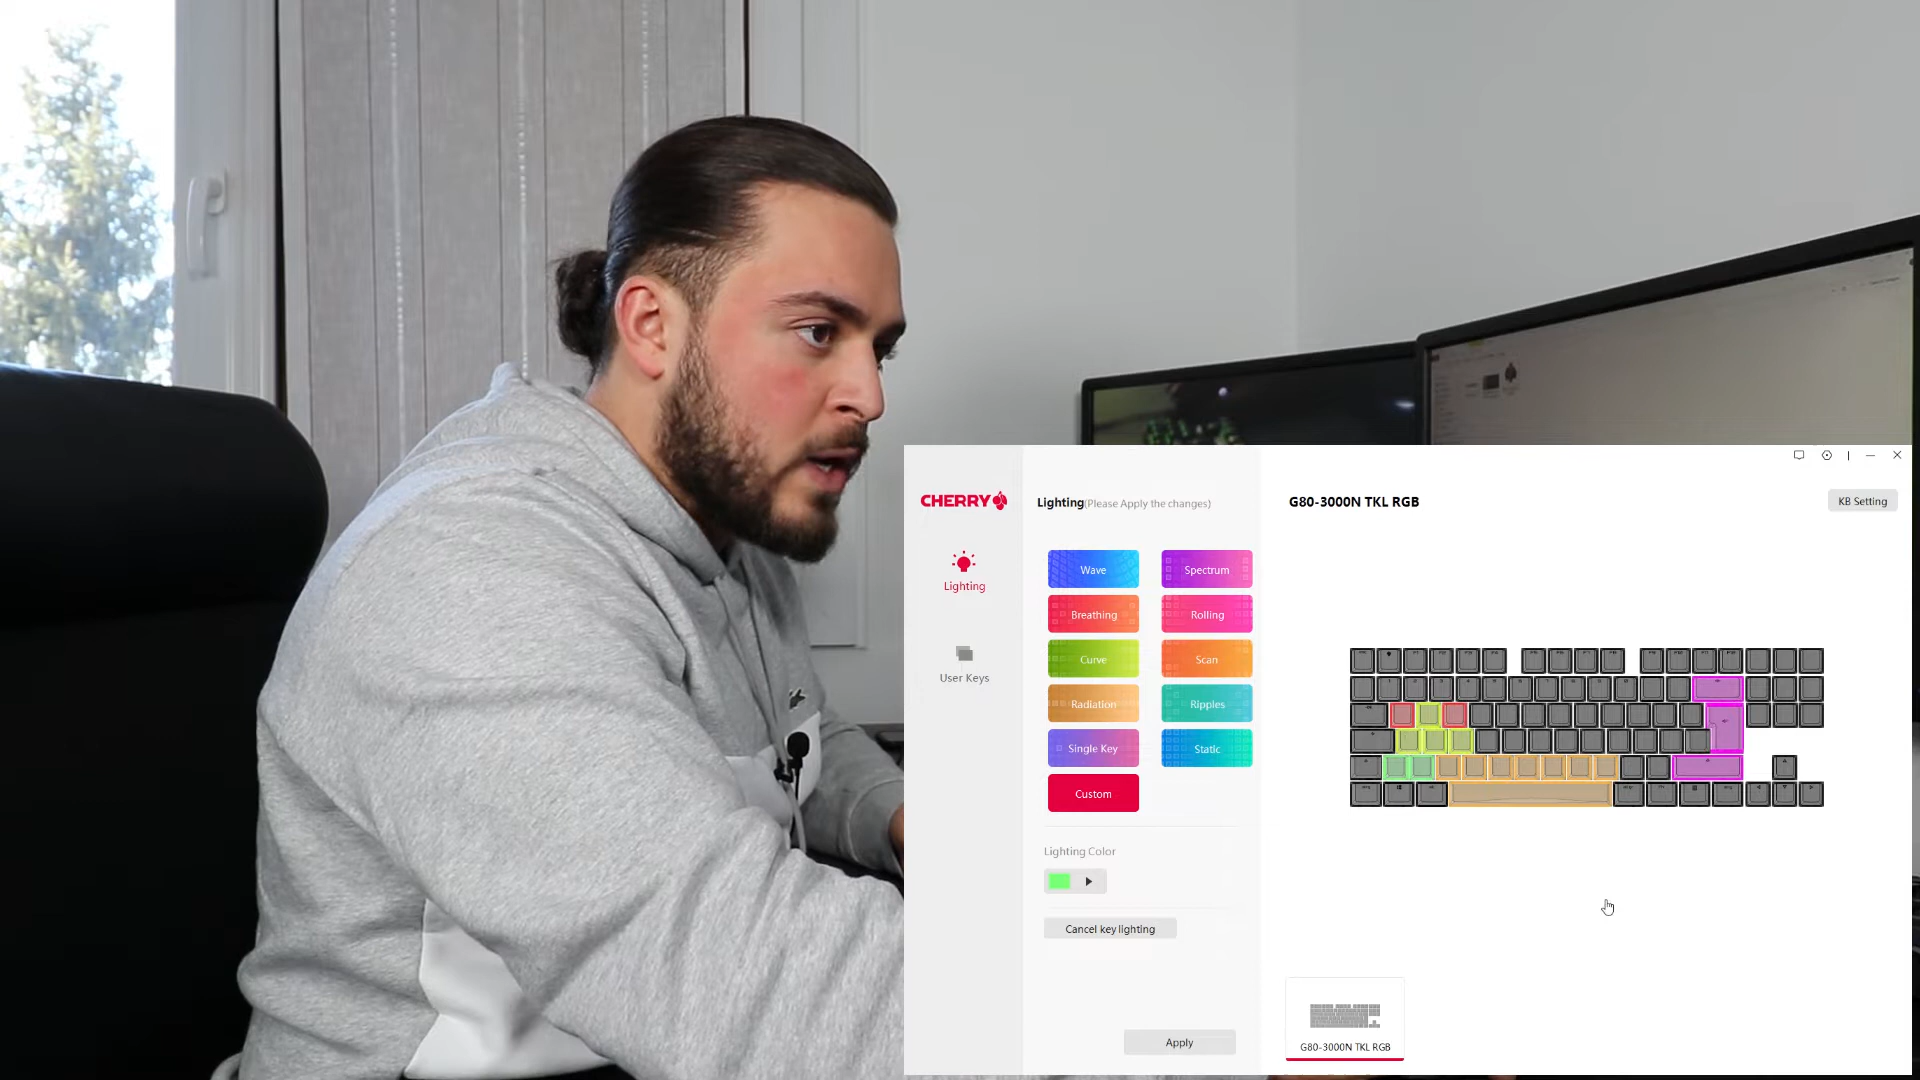 CHERRY
Lighting(Please Apply the changes)
G80-3000N TKL RGB
KB Setting
Lighting
User Keys
Wave
Spectrum
Breathing
Rolling
Curve
Scan
Radiation
Ripples
Single Key
Static
Custom
Lighting Color
Cancel key lighting
Apply
G80-3000N TKL RGB